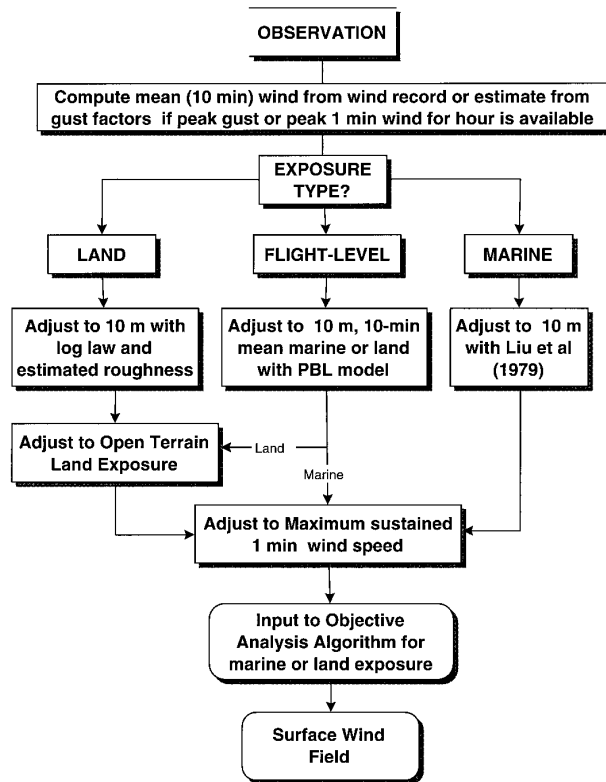 OBSERVATION
Compute mean (10 min) wind from wind record or estimate from
gust factors if peak gust or peak 1 min wind for hour is available
EXPOSURE
TYPE?
LAND
FLIGHT-LEVEL
MARINE
Adjust to 10 m with
log law and
estimated roughness
Adjust to 10 m, 10-min
mean marine or land
with PBL model
Adjust to 10 m
with Liu et al
(1979)
Adjust to Open Terrain
Land Exposure
Land
Marine
Adjust to Maximum sustained
1 min wind speed
Input to Objective
Analysis Algorithm for
marine or land exposure
Surface Wind
Field